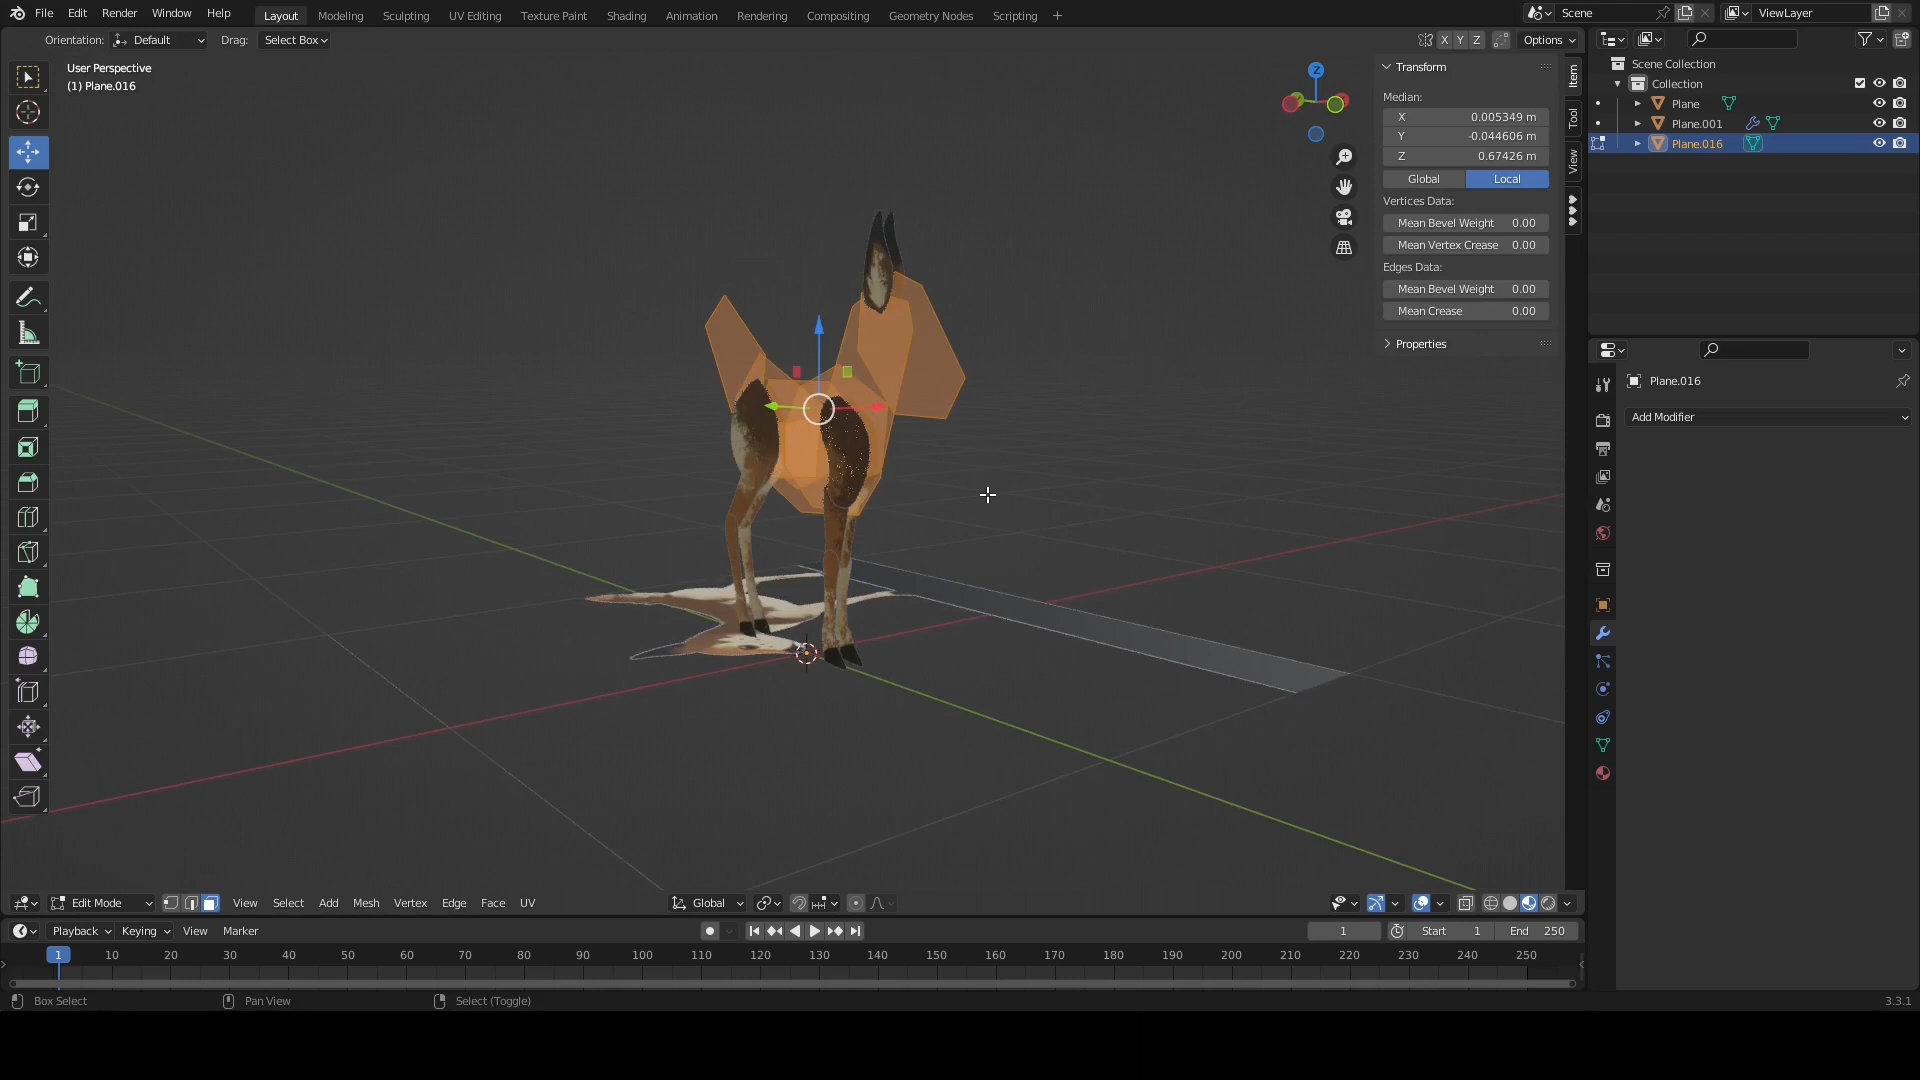 File Edit Render Window Help Layout Modeling Sculpting UV Editing Texture Paint Shading Animation Rendering Compositing Geometry Nodes Scripting + Scene ViewLayer
Orientation: Default Drag: Select Box X Y Z Options
User Perspective
(1) Plane.016
Z
Transform
Median:
X 0.005349 m
Y -0.044606 m
Z 0.67426 m
Global Local
Vertices Data:
Mean Bevel Weight 0.00
Mean Vertex Crease 0.00
Edges Data:
Mean Bevel Weight 0.00
Mean Crease 0.00
Properties
Item
Tool
View
Scene Collection
Collection
Plane
Plane.001
Plane.016
Plane.016
Add Modifier
Edit Mode View Select Add Mesh Vertex Edge Face UV Global
Playback Keying View Marker 1 Start 1 End 250
1 10 20 30 40 50 60 70 80 90 100 110 120 130 140 150 160 170 180 190 200 210 220 230 240 250
Box Select Pan View Select (Toggle) 3.3.1